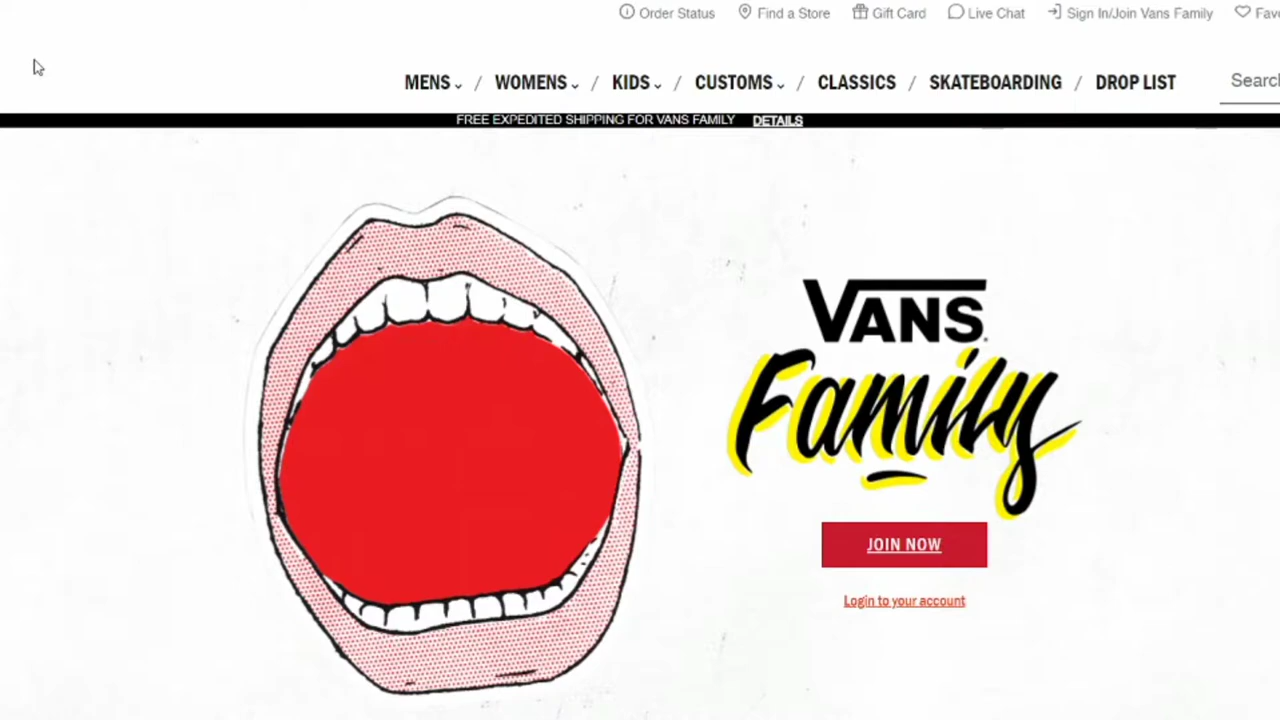 Order Status Find a Store Gift Card Live Chat Sign In/Join Vans Family
MENS / WOMENS / KIDS / CUSTOMS / CLASSICS / SKATEBOARDING / DROP LIST
FREE EXPEDITED SHIPPING FOR VANS FAMILY DETAILS
VANS
Family
JOIN NOW
Login to your account